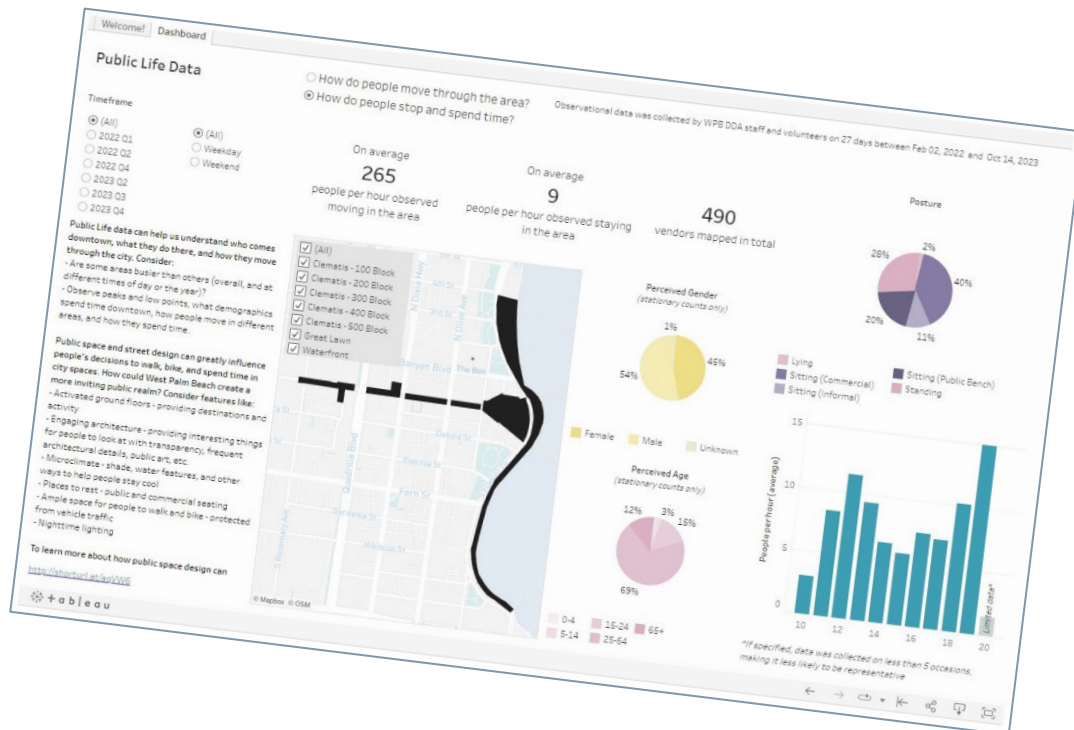 Welcome!
Dashboard
Public Life Data
How do people move through the area?
How do people stop and spend time?
Observational data was collected by WPB DDA staff and volunteers on 27 days between Feb 02, 2022 and Oct 14, 2023
Timeframe
(All)
2022 Q1
2022 Q2
2022 Q4
2023 Q2
2023 Q3
2023 Q4
(All)
Weekday
Weekend
On average
265
people per hour observed
moving in the area
On average
9
people per hour observed staying
in the area
490
vendors mapped in total
Public Life data can help us understand who comes
downtown, what they do there, and how they move
through the city. Consider:
- Are some areas busier than others (overall, and at
different times of day or the year)?
- Observe peaks and low points, what demographics
spend time downtown, how people move in different
areas, and how they spend time.
Public space and street design can greatly influence
people's decisions to walk, bike, and spend time in
city spaces. How could West Palm Beach create a
more inviting public realm? Consider features like:
- Activated ground floors - providing destinations and
activity
- Engaging architecture - providing interesting things
for people to look at with transparency, frequent
architectural details, public art, etc.
- Microclimate - shade, water features, and other
ways to help people stay cool
- Places to rest - public and commercial seating
- Ample space for people to walk and bike - protected
from vehicle traffic
- Nighttime lighting
To learn more about how public space design can
http://shorturl.at/aqVW6
+ a b | e a u
(All)
Clematis - 100 Block
Clematis - 200 Block
Clematis - 300 Block
Clematis - 400 Block
Clematis - 500 Block
Great Lawn
Waterfront
N Dixie Hwy
N Olive Ave
4th St
3rd St
Banyan Blvd
The Ben
Datura St
Evernia St
Fern St
Gardenia St
Hibiscus St
Quadrille Blvd
S Rosemary Ave
© Mapbox © OSM
Perceived Gender
(stationary counts only)
1%
45%
54%
Female
Male
Unknown
Perceived Age
(stationary counts only)
12%
3%
16%
69%
0-4
15-24
65+
5-14
25-64
Posture
2%
28%
40%
20%
11%
Lying
Sitting (Commercial)
Sitting (Public Bench)
Sitting (Informal)
Standing
People per hour (average)
15
10
5
0
10
12
14
16
18
20
Limited data*
*If specified, data was collected on less than 5 occasions,
making it less likely to be representative